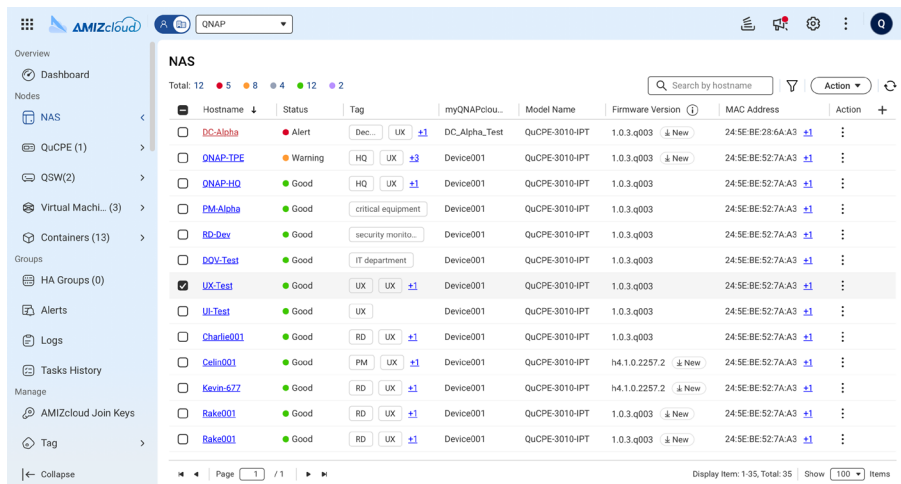 AMIZcloud
QNAP
Q
Overview
Dashboard
Nodes
NAS
QuCPE (1)
QSW(2)
Virtual Machi... (3)
Containers (13)
Groups
HA Groups (0)
Alerts
Logs
Tasks History
Manage
AMIZcloud Join Keys
Tag
Collapse
NAS
Total: 12 5 8 4 12 2
Search by hostname
Action
Hostname Status Tag myQNAPclou... Model Name Firmware Version MAC Address Action
DC-Alpha Alert Dec... UX +1 DC_Alpha_Test QuCPE-3010-IPT 1.0.3.q003 New 24:5E:BE:28:6A:A3 +1
QNAP-TPE Warning HQ UX +3 Device001 QuCPE-3010-IPT 1.0.3.q003 New 24:5E:BE:52:7A:A3 +1
QNAP-HQ Good HQ UX +1 Device001 QuCPE-3010-IPT 1.0.3.q003 24:5E:BE:52:7A:A3 +1
PM-Alpha Good critical equipment Device001 QuCPE-3010-IPT 1.0.3.q003 24:5E:BE:52:7A:A3 +1
RD-Dev Good security monito... Device001 QuCPE-3010-IPT 1.0.3.q003 24:5E:BE:52:7A:A3 +1
DQV-Test Good IT department Device001 QuCPE-3010-IPT 1.0.3.q003 24:5E:BE:52:7A:A3 +1
UX-Test Good UX UX +1 Device001 QuCPE-3010-IPT 1.0.3.q003 24:5E:BE:52:7A:A3 +1
UI-Test Good UX Device001 QuCPE-3010-IPT 1.0.3.q003 24:5E:BE:52:7A:A3 +1
Charlie001 Good RD UX +1 Device001 QuCPE-3010-IPT 1.0.3.q003 24:5E:BE:52:7A:A3 +1
Celin001 Good PM UX +1 Device001 QuCPE-3010-IPT h4.1.0.2257.2 New 24:5E:BE:52:7A:A3 +1
Kevin-677 Good RD UX +1 Device001 QuCPE-3010-IPT h4.1.0.2257.2 New 24:5E:BE:52:7A:A3 +1
Rake001 Good RD UX +1 Device001 QuCPE-3010-IPT 1.0.3.q003 New 24:5E:BE:52:7A:A3 +1
Rake001 Good RD UX +1 Device001 QuCPE-3010-IPT 1.0.3.q003 New 24:5E:BE:52:7A:A3 +1
Page 1 / 1 Display Item: 1-35, Total: 35 Show 100 Items